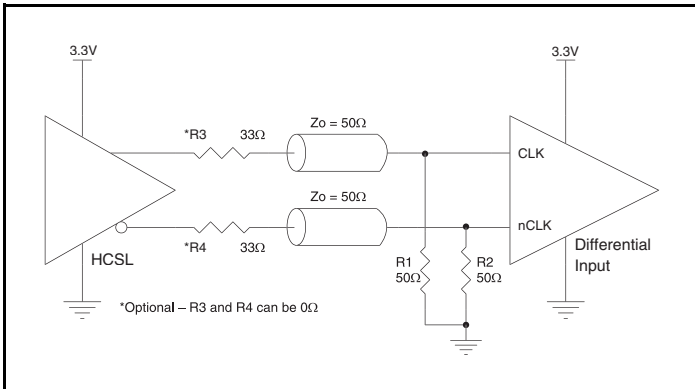 3.3V
3.3V
*R3 33Ω
Zo = 50Ω
CLK
Zo = 50Ω
nCLK
*R4 33Ω
HCSL
R1
50Ω
R2
50Ω
Differential
Input
*Optional – R3 and R4 can be 0Ω